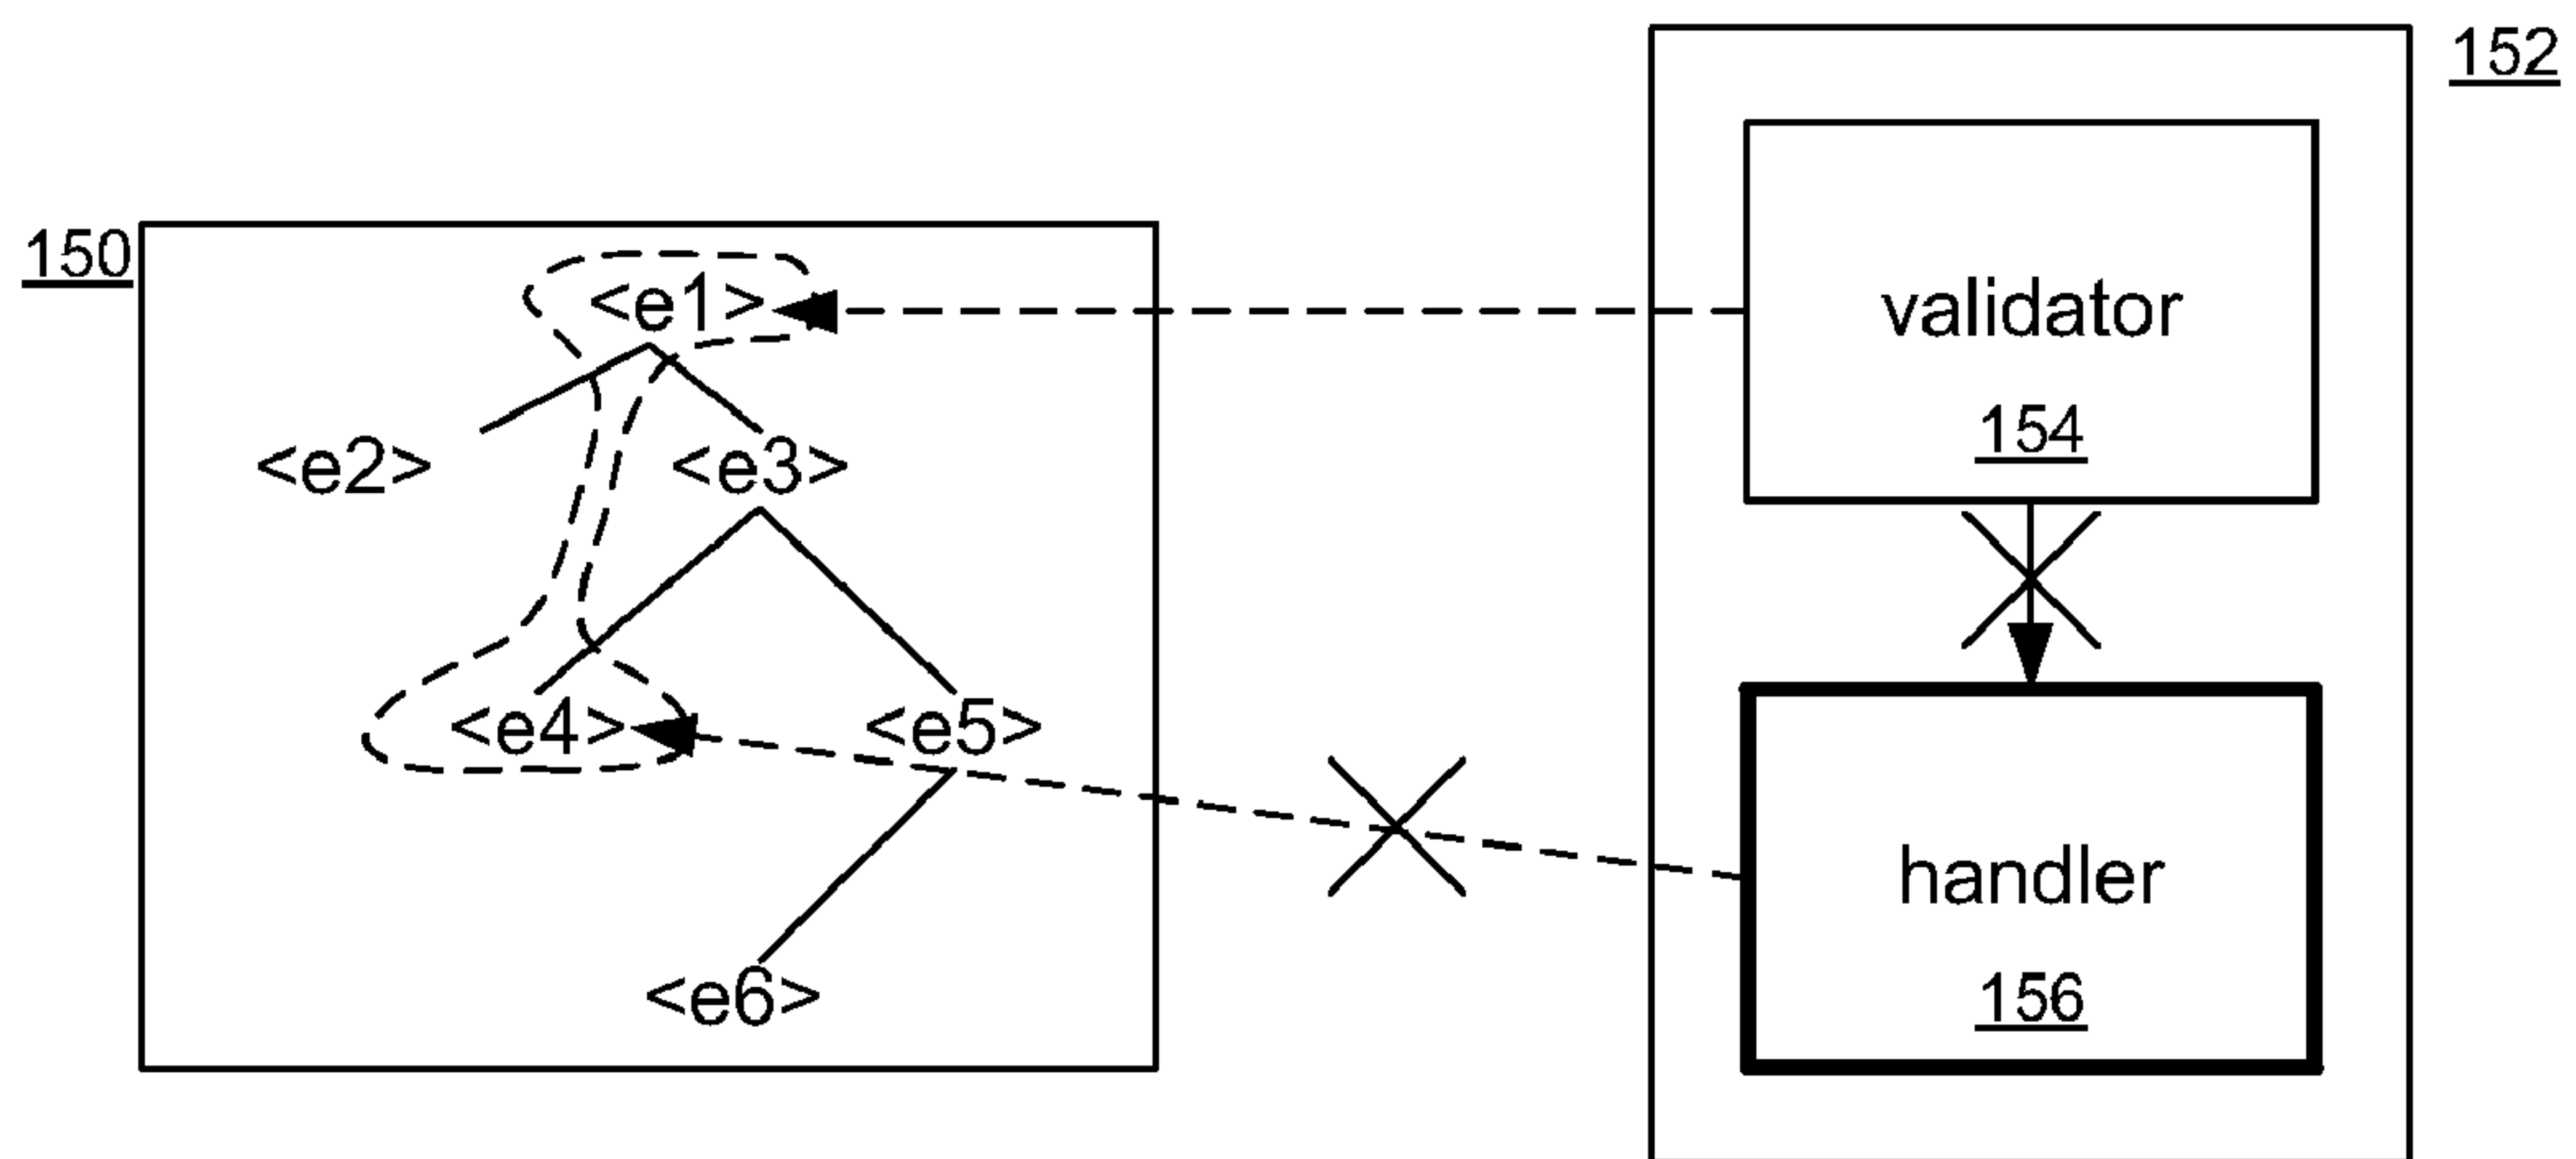 152
150
<e1>
validator
154
<e2>
<e3>
<e4>
<e5>
handler
156
<e6>